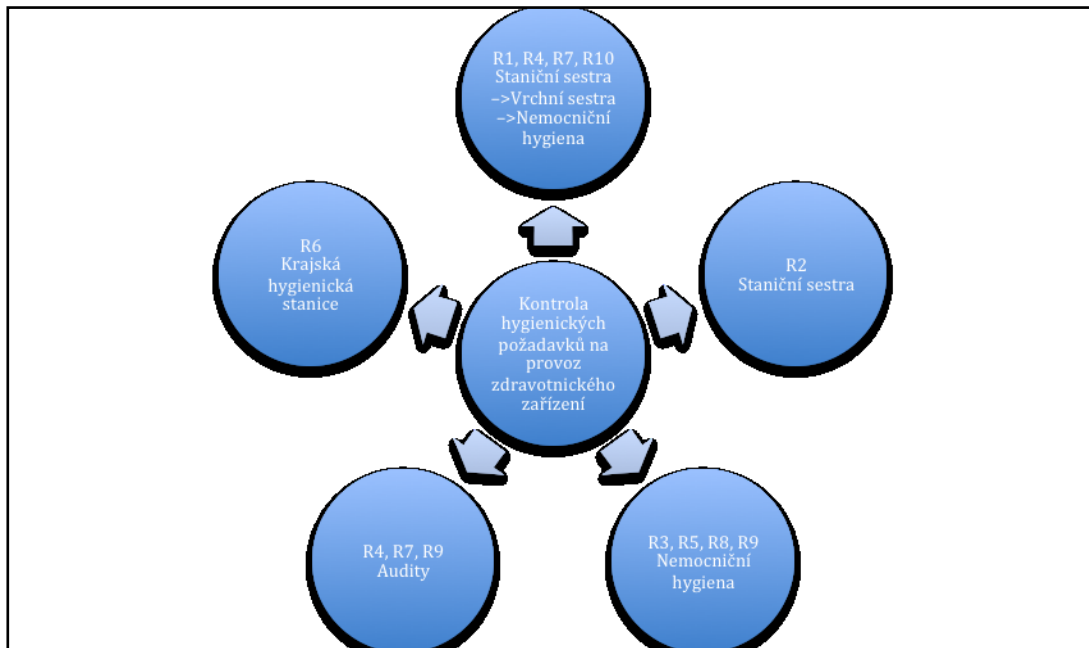 R1, R4, R7, R10
Staniční sestra
–>Vrchní sestra
–>Nemocniční
hygiena
R6
Krajská
hygienická
stanice
R2
Staniční sestra
Kontrola
hygienických
požadavků na
provoz
zdravotnického
zařízení
R4, R7, R9
Audity
R3, R5, R8, R9
Nemocniční
hygiena